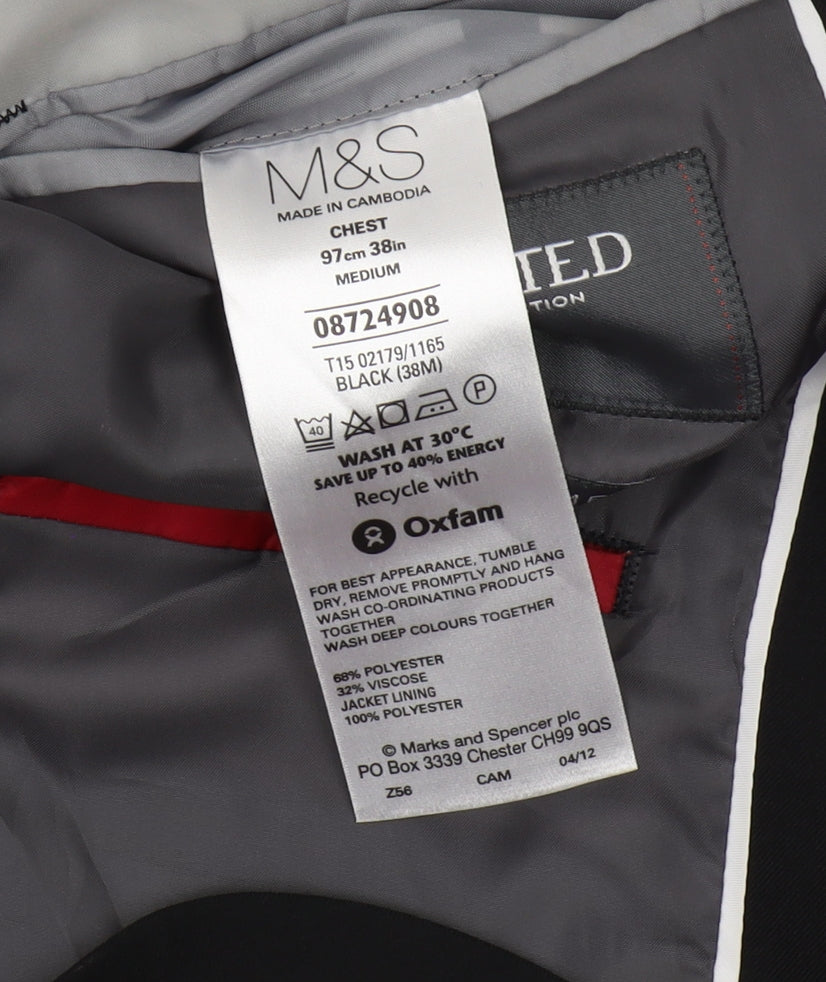 M&S
MADE IN CAMBODIA
CHEST
97cm 38in
MEDIUM
08724908
T15 02179/1165
BLACK (38M)
40
P
WASH AT 30°C
SAVE UP TO 40% ENERGY
Recycle with
Oxfam
FOR BEST APPEARANCE, TUMBLE
DRY, REMOVE PROMPTLY AND HANG
WASH CO-ORDINATING PRODUCTS
TOGETHER
WASH DEEP COLOURS TOGETHER
68% POLYESTER
32% VISCOSE
JACKET LINING
100% POLYESTER
© Marks and Spencer plc
PO Box 3339 Chester CH99 9QS
Z56 CAM 04/12
TED
TION